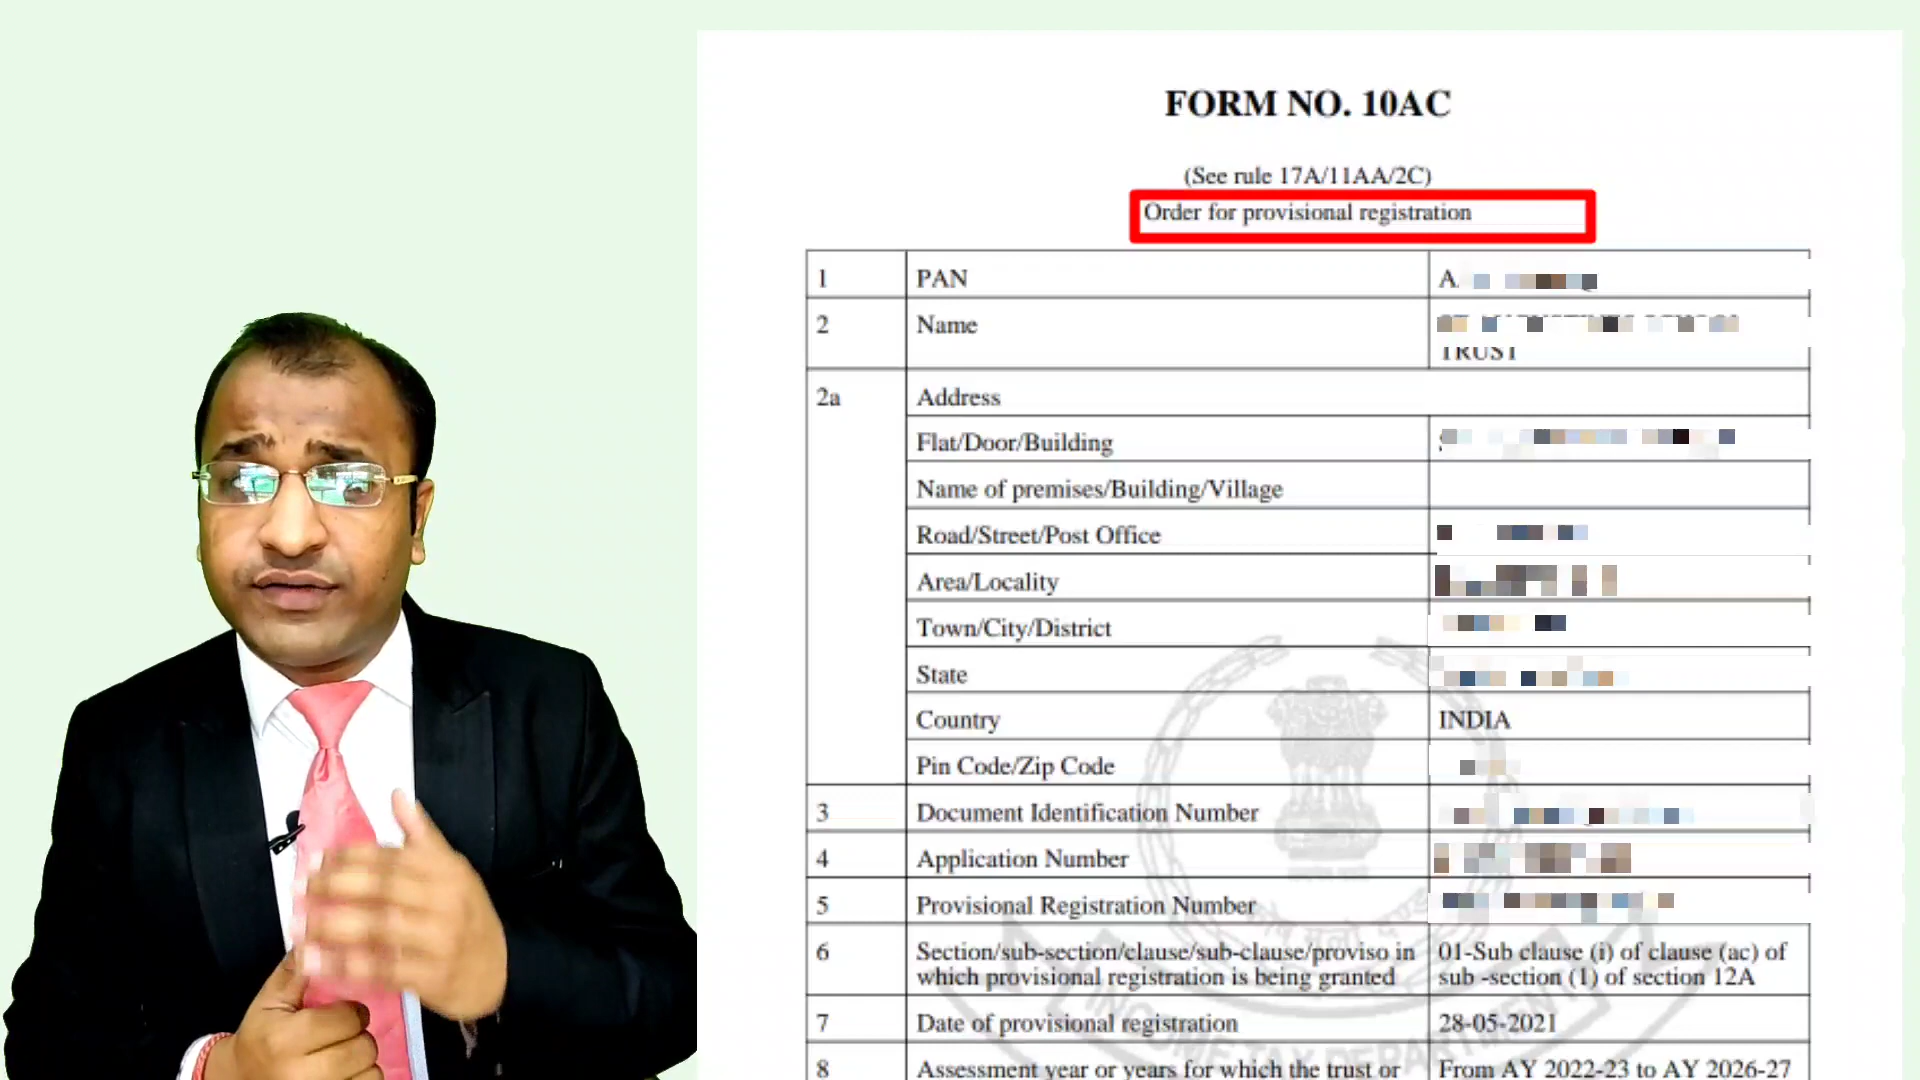 FORM NO. 10AC
(See rule 17A/11AA/2C)
Order for provisional registration
1 PAN A
2 Name
TRUST
2a Address
Flat/Door/Building
Name of premises/Building/Village
Road/Street/Post Office
Area/Locality
Town/City/District
State
Country INDIA
Pin Code/Zip Code
3 Document Identification Number
4 Application Number
5 Provisional Registration Number
6 Section/sub-section/clause/sub-clause/proviso in 01-Sub clause (i) of clause (ac) of
which provisional registration is being granted sub -section (1) of section 12A
7 Date of provisional registration 28-05-2021
8 Assessment year or years for which the trust or From AY 2022-23 to AY 2026-27
INCOME TAX DEPARTMENT